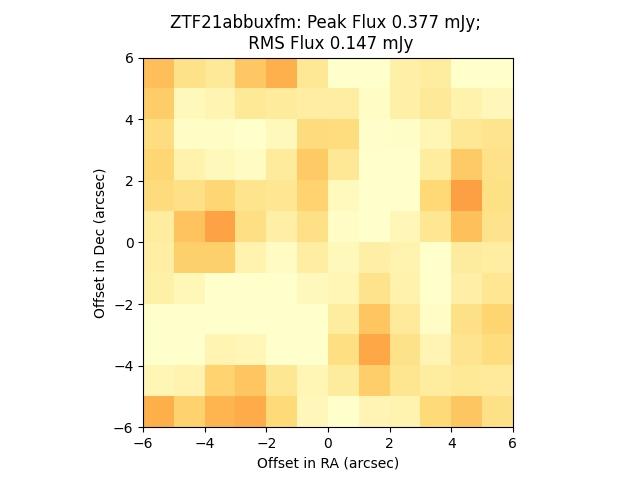 ZTF21abbuxfm: Peak Flux 0.377 mJy;
RMS Flux 0.147 mJy
6
4
2
0
−2
−4
−6
Offset in Dec (arcsec)
−6 −4 −2 0 2 4 6
Offset in RA (arcsec)